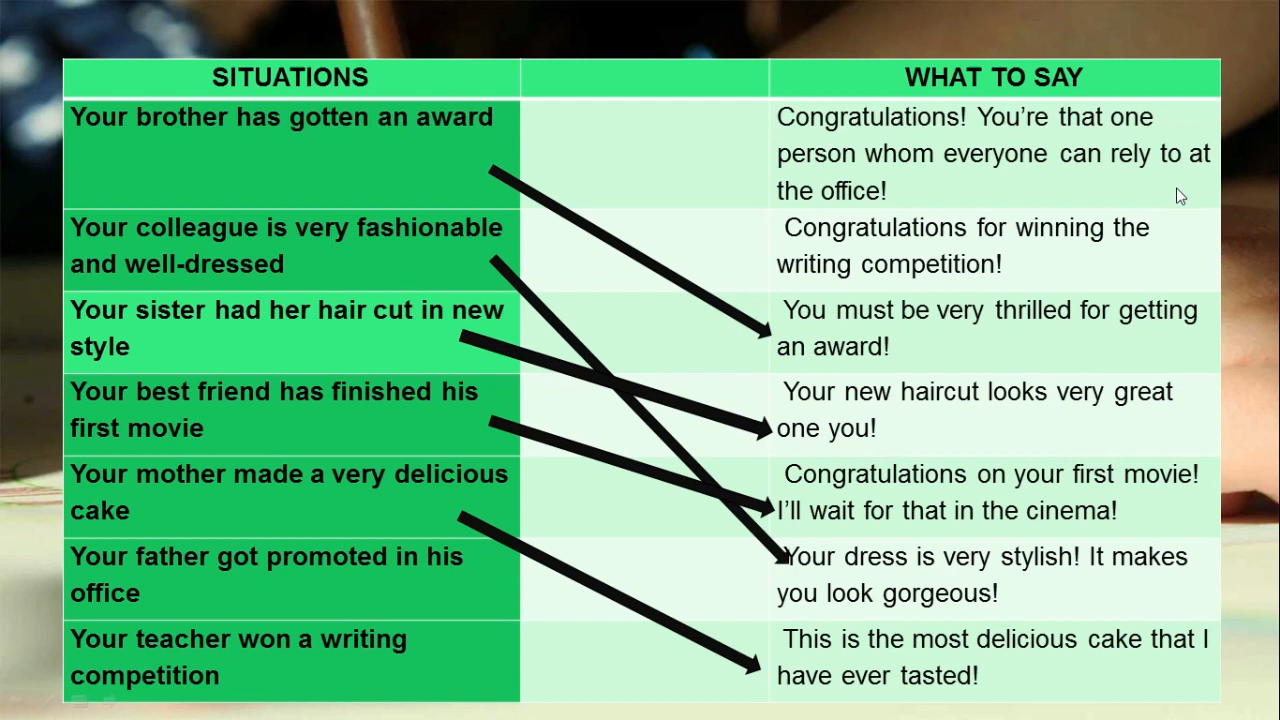 SITUATIONS
WHAT TO SAY
Your brother has gotten an award
Congratulations! You’re that one
person whom everyone can rely to at
the office!
Your colleague is very fashionable
and well-dressed
Congratulations for winning the
writing competition!
Your sister had her hair cut in new
style
You must be very thrilled for getting
an award!
Your best friend has finished his
first movie
Your new haircut looks very great
one you!
Your mother made a very delicious
cake
Congratulations on your first movie!
I’ll wait for that in the cinema!
Your father got promoted in his
office
Your dress is very stylish! It makes
you look gorgeous!
Your teacher won a writing
competition
This is the most delicious cake that I
have ever tasted!